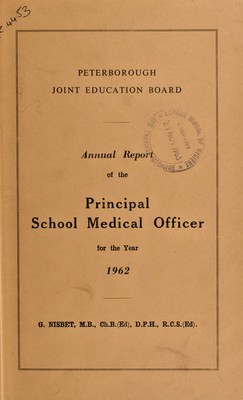 4453
PETERBOROUGH
JOINT EDUCATION BOARD
Annual Report
of the
Principal
School Medical Officer
for the Year
1962
G. NISBET, M.B., Ch.B.(Ed), D.P.H., R.C.S.(Ed).